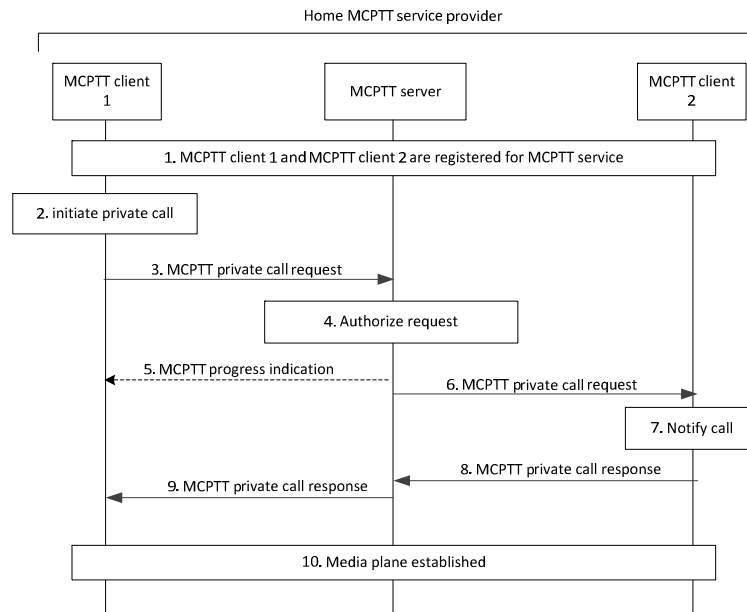 Home MCPTT service provider
MCPTT client
1
MCPTT server
MCPTT client
2
1. MCPTT client 1 and MCPTT client 2 are registered for MCPTT service
2. initiate private call
3. MCPTT private call request
4. Authorize request
5. MCPTT progress indication
6. MCPTT private call request
7. Notify call
8. MCPTT private call response
9. MCPTT private call response
10. Media plane established